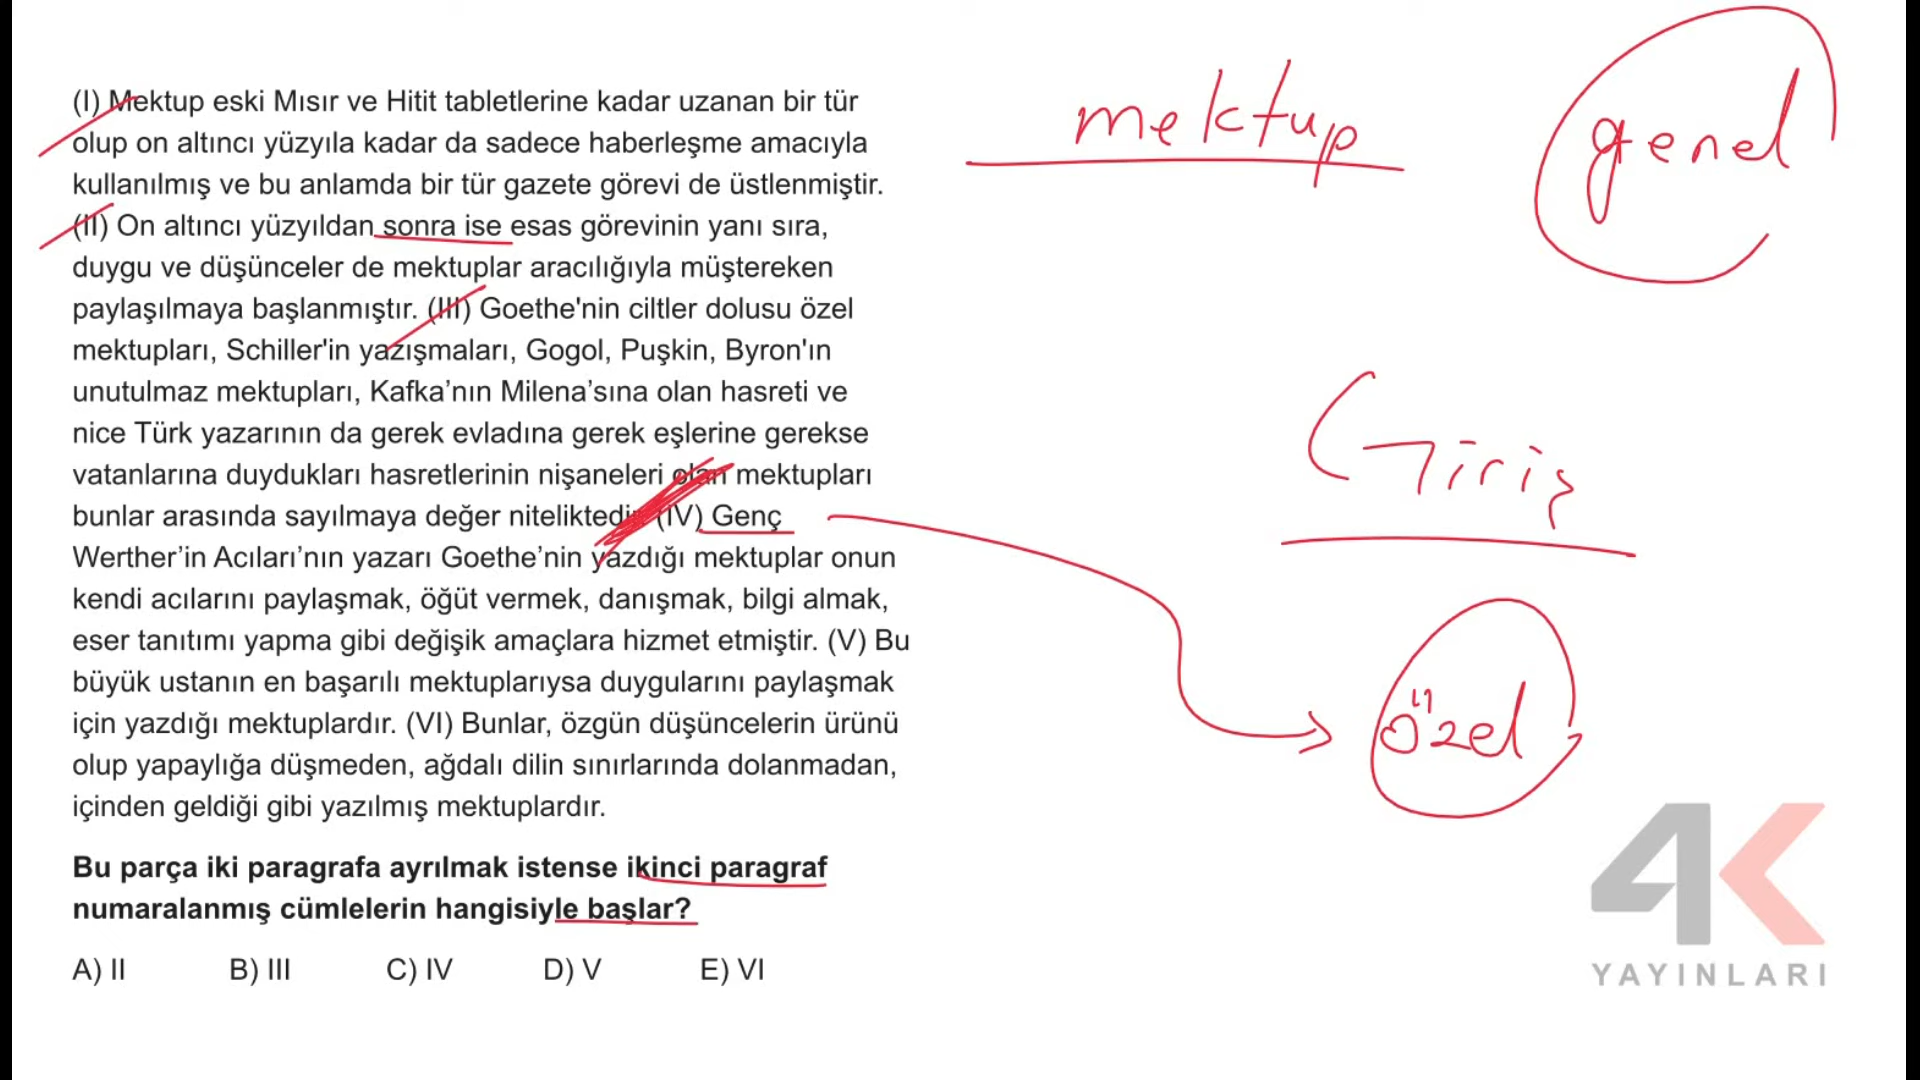 (I) Mektup eski Mısır ve Hitit tabletlerine kadar uzanan bir tür
olup on altıncı yüzyıla kadar da sadece haberleşme amacıyla
kullanılmış ve bu anlamda bir tür gazete görevi de üstlenmiştir.
(II) On altıncı yüzyıldan sonra ise esas görevinin yanı sıra,
duygu ve düşünceler de mektuplar aracılığıyla müştereken
paylaşılmaya başlanmıştır. (III) Goethe'nin ciltler dolusu özel
mektupları, Schiller'in yazışmaları, Gogol, Puşkin, Byron'ın
unutulmaz mektupları, Kafka’nın Milena’sına olan hasreti ve
nice Türk yazarının da gerek evladına gerek eşlerine gerekse
vatanlarına duydukları hasretlerinin nişaneleri olan mektupları
bunlar arasında sayılmaya değer niteliktedir. (IV) Genç
Werther’in Acıları’nın yazarı Goethe’nin yazdığı mektuplar onun
kendi acılarını paylaşmak, öğüt vermek, danışmak, bilgi almak,
eser tanıtımı yapma gibi değişik amaçlara hizmet etmiştir. (V) Bu
büyük ustanın en başarılı mektuplarıysa duygularını paylaşmak
için yazdığı mektuplardır. (VI) Bunlar, özgün düşüncelerin ürünü
olup yapaylığa düşmeden, ağdalı dilin sınırlarında dolanmadan,
içinden geldiği gibi yazılmış mektuplardır.
Bu parça iki paragrafa ayrılmak istense ikinci paragraf
numaralanmış cümlelerin hangisiyle başlar?
A) II B) III C) IV D) V E) VI
mektup
genel
Giriş
özel
4K
YAYINLARI